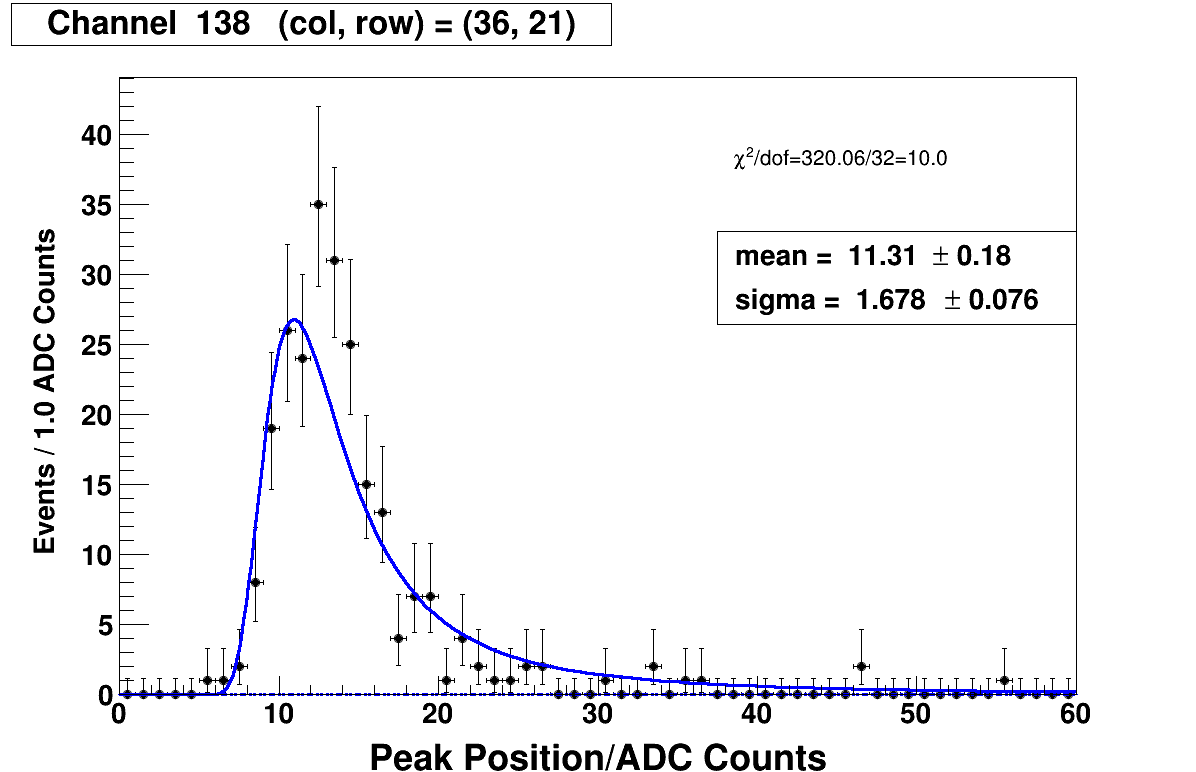 Channel 138 (col, row) = (36, 21)
χ²/dof=320.06/32=10.0
mean = 11.31 ± 0.18
sigma = 1.678 ± 0.076
Events / 1.0 ADC Counts
40
35
30
25
20
15
10
5
0
0 10 20 30 40 50 60
Peak Position/ADC Counts